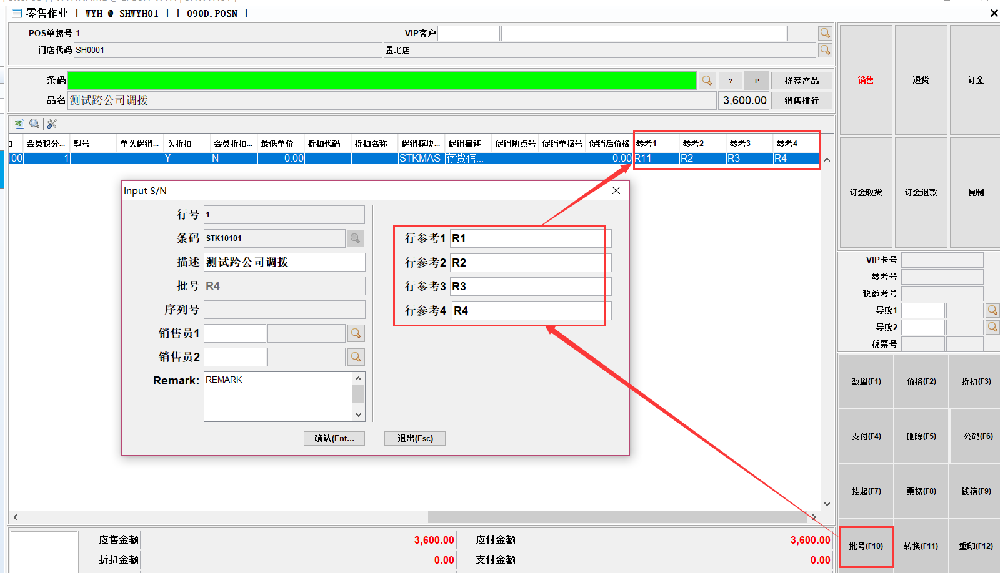 零售作业 [ WYH @ SHWYH01 ] [ 090D.POSN ]
POS单据号 1 VIP客户
门店代码 SH0001 置地店
条码 ? P 推荐产品
品名 测试跨公司调拨 3,600.00 销售排行
会员积分... 型号 单头促销... 头折扣 会员折扣... 最低单价 折扣代码 折扣名称 促销模块... 促销描述 促销地点号 促销单据号 促销后价格 参考1 参考2 参考3 参考4
00 1 Y N 0.00 STKMAS 存货信... 0.00 R11 R2 R3 R4
Input S/N
行号 1
条码 STK10101
描述 测试跨公司调拨
批号 R4
序列号
销售员1
销售员2
Remark: REMARK
行参考1 R1
行参考2 R2
行参考3 R3
行参考4 R4
确认(Ent... 退出(Esc)
销售 退货 订金
订金取货 订金退款 复制
VIP卡号
参考号
税参考号
导购1
导购2
税票号
数量(F1) 价格(F2) 折扣(F3)
支付(F4) 删除(F5) 公码(F6)
挂起(F7) 票据(F8) 钱箱(F9)
批号(F10) 转换(F11) 重印(F12)
应售金额 3,600.00 应付金额 3,600.00
折扣金额 0.00 支付金额 0.00